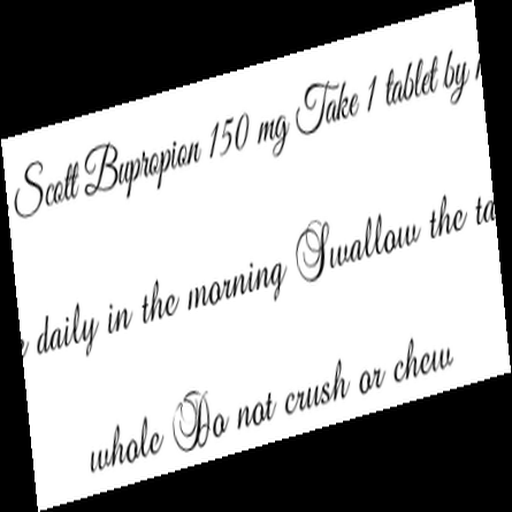 Scott Bupropion 150 mg Take 1 tablet by
daily in the morning Swallow the
whole Do not crush or chew